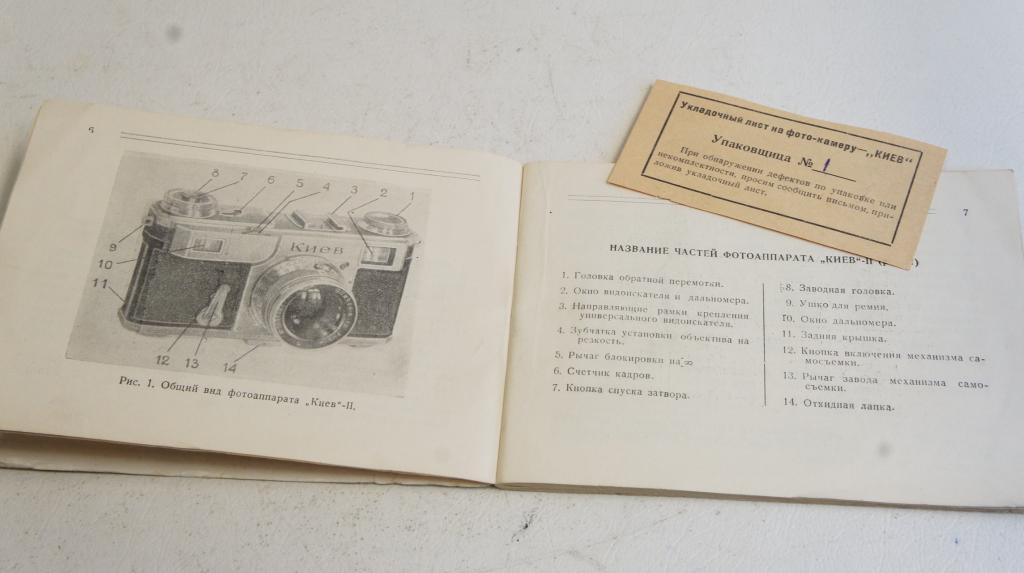 6
8 7 6 5 4 3 2 1
Киев
9
10
11
12 13 14
Рис. 1. Общий вид фотоаппарата „Киев“-II.
Укладочный лист на фото-камеру—„КИЕВ“
Упаковщица № 1
При обнаружении дефектов по упаковке или
некомплектности, просим сообщить письмом, при-
ложив укладочный лист.
7
НАЗВАНИЕ ЧАСТЕЙ ФОТОАППАРАТА „КИЕВ“-II
1. Головка обратной перемотки.
2. Окно видоискателя и дальномера.
3. Направляющие рамки крепления
универсального видоискателя.
4. Зубчатка установки объектива на
резкость.
5. Рычаг блокировки на ∞
6. Счетчик кадров.
7. Кнопка спуска затвора.
8. Заводная головка.
9. Ушко для ремня.
10. Окно дальномера.
11. Задняя крышка.
12. Кнопка включения механизма са-
мосъемки.
13. Рычаг завода механизма само-
съемки.
14. Отхидная лапка.